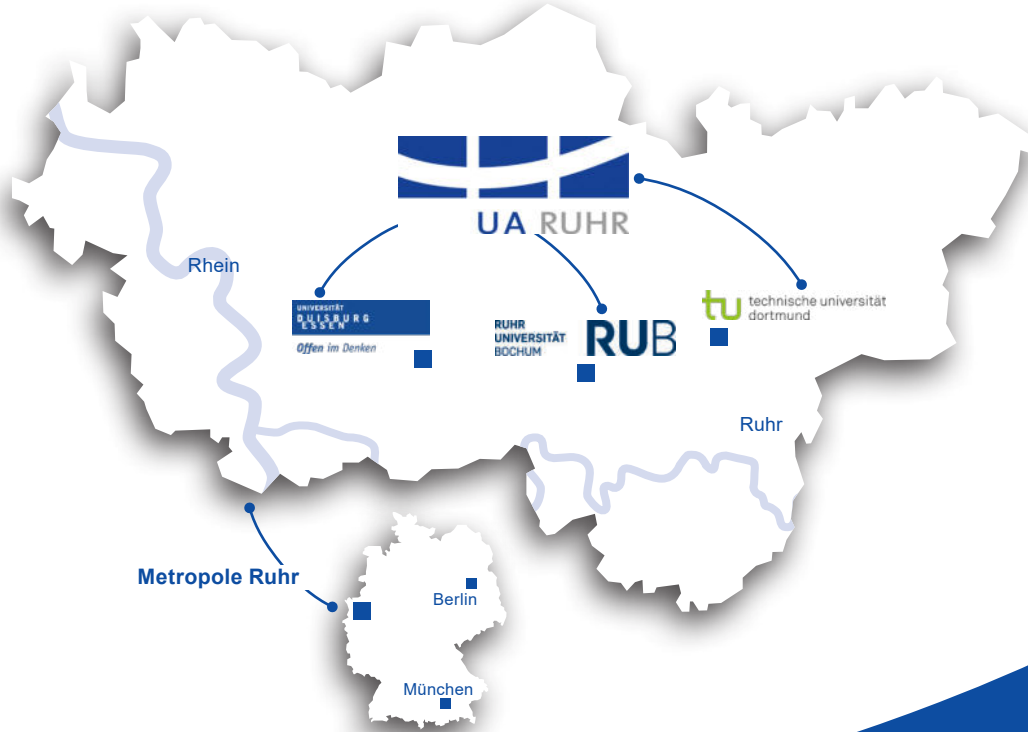 UA RUHR
Rhein
UNIVERSITÄT
DUISBURG
ESSEN
Offen im Denken
RUHR
UNIVERSITÄT
BOCHUM
RUB
tu technische universität
dortmund
Ruhr
Metropole Ruhr
Berlin
München